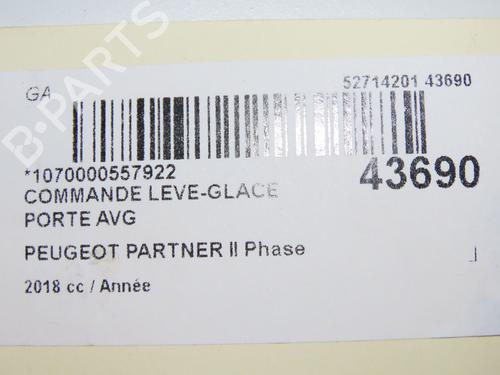 GA
52714201 43690
*1070000557922
43690
COMMANDE LEVE-GLACE
PORTE AVG
PEUGEOT PARTNER II Phase
2018 cc / Année
B-PARTS